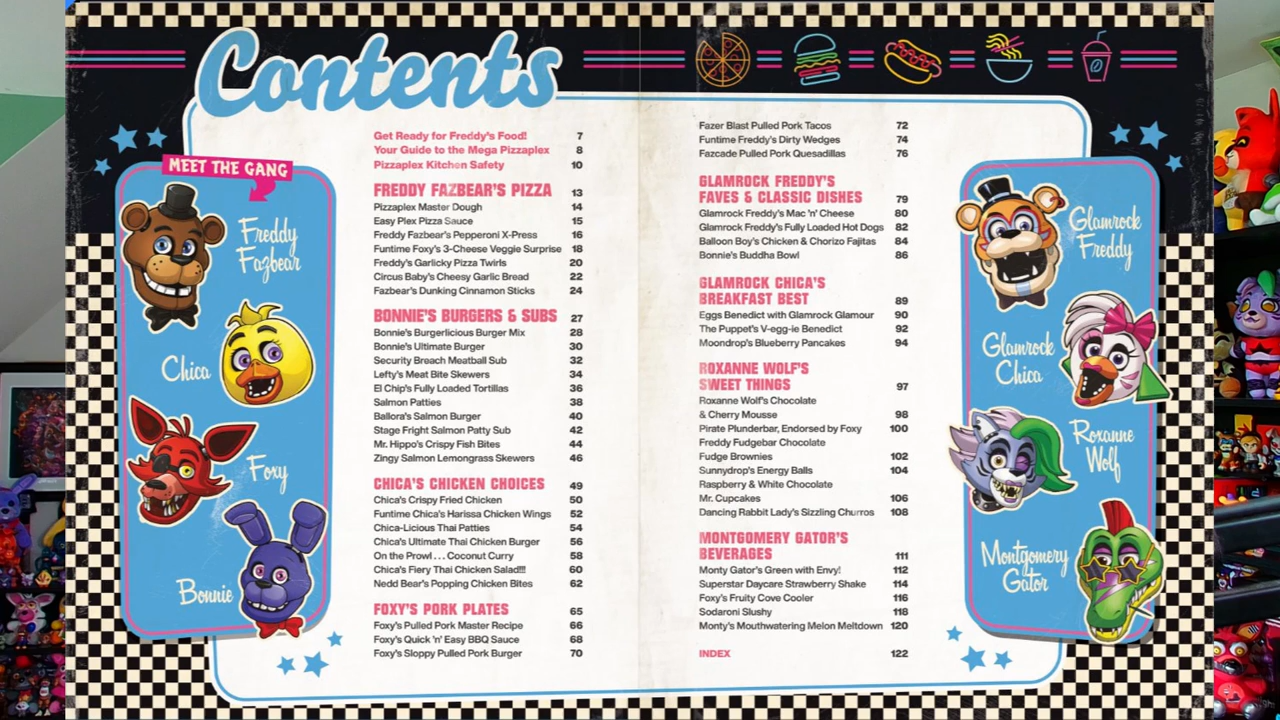 Contents
MEET THE GANG
Freddy
Fazbear
Chica
Foxy
Bonnie
Get Ready for Freddy's Food! 7
Your Guide to the Mega Pizzaplex 8
Pizzaplex Kitchen Safety 10
FREDDY FAZBEAR'S PIZZA 13
Pizzaplex Master Dough 14
Easy Plex Pizza Sauce 15
Freddy Fazbear's Pepperoni X-Press 16
Funtime Foxy's 3-Cheese Veggie Surprise 18
Freddy's Garlicky Pizza Twirls 20
Circus Baby's Cheesy Garlic Bread 22
Fazbear's Dunking Cinnamon Sticks 24
BONNIE'S BURGERS & SUBS 27
Bonnie's Burgerlicious Burger Mix 28
Bonnie's Ultimate Burger 30
Security Breach Meatball Sub 32
Lefty's Meat Bite Skewers 34
El Chip's Fully Loaded Tortillas 36
Salmon Patties 38
Ballora's Salmon Burger 40
Stage Fright Salmon Patty Sub 42
Mr. Hippo's Crispy Fish Bites 44
Zingy Salmon Lemongrass Skewers 46
CHICA'S CHICKEN CHOICES 49
Chica's Crispy Fried Chicken 50
Funtime Chica's Harissa Chicken Wings 52
Chica-Licious Thai Patties 54
Chica's Ultimate Thai Chicken Burger 56
On the Prowl . . . Coconut Curry 58
Chica's Fiery Thai Chicken Salad!!! 60
Nedd Bear's Popping Chicken Bites 62
FOXY'S PORK PLATES 65
Foxy's Pulled Pork Master Recipe 66
Foxy's Quick 'n' Easy BBQ Sauce 68
Foxy's Sloppy Pulled Pork Burger 70
Fazer Blast Pulled Pork Tacos 72
Funtime Freddy's Dirty Wedges 74
Fazcade Pulled Pork Quesadillas 76
GLAMROCK FREDDY'S
FAVES & CLASSIC DISHES 79
Glamrock Freddy's Mac 'n' Cheese 80
Glamrock Freddy's Fully Loaded Hot Dogs 82
Balloon Boy's Chicken & Chorizo Fajitas 84
Bonnie's Buddha Bowl 86
GLAMROCK CHICA'S
BREAKFAST BEST 89
Eggs Benedict with Glamrock Glamour 90
The Puppet's V-egg-ie Benedict 92
Moondrop's Blueberry Pancakes 94
ROXANNE WOLF'S
SWEET THINGS 97
Roxanne Wolf's Chocolate
& Cherry Mousse 98
Pirate Plunderbar, Endorsed by Foxy 100
Freddy Fudgebar Chocolate
Fudge Brownies 102
Sunnydrop's Energy Balls 104
Raspberry & White Chocolate
Mr. Cupcakes 106
Dancing Rabbit Lady's Sizzling Churros 108
MONTGOMERY GATOR'S
BEVERAGES 111
Monty Gator's Green with Envy! 112
Superstar Daycare Strawberry Shake 114
Foxy's Fruity Cove Cooler 116
Sodaroni Slushy 118
Monty's Mouthwatering Melon Meltdown 120
INDEX 122
Glamrock
Freddy
Glamrock
Chica
Roxanne
Wolf
Montgomery
Gator